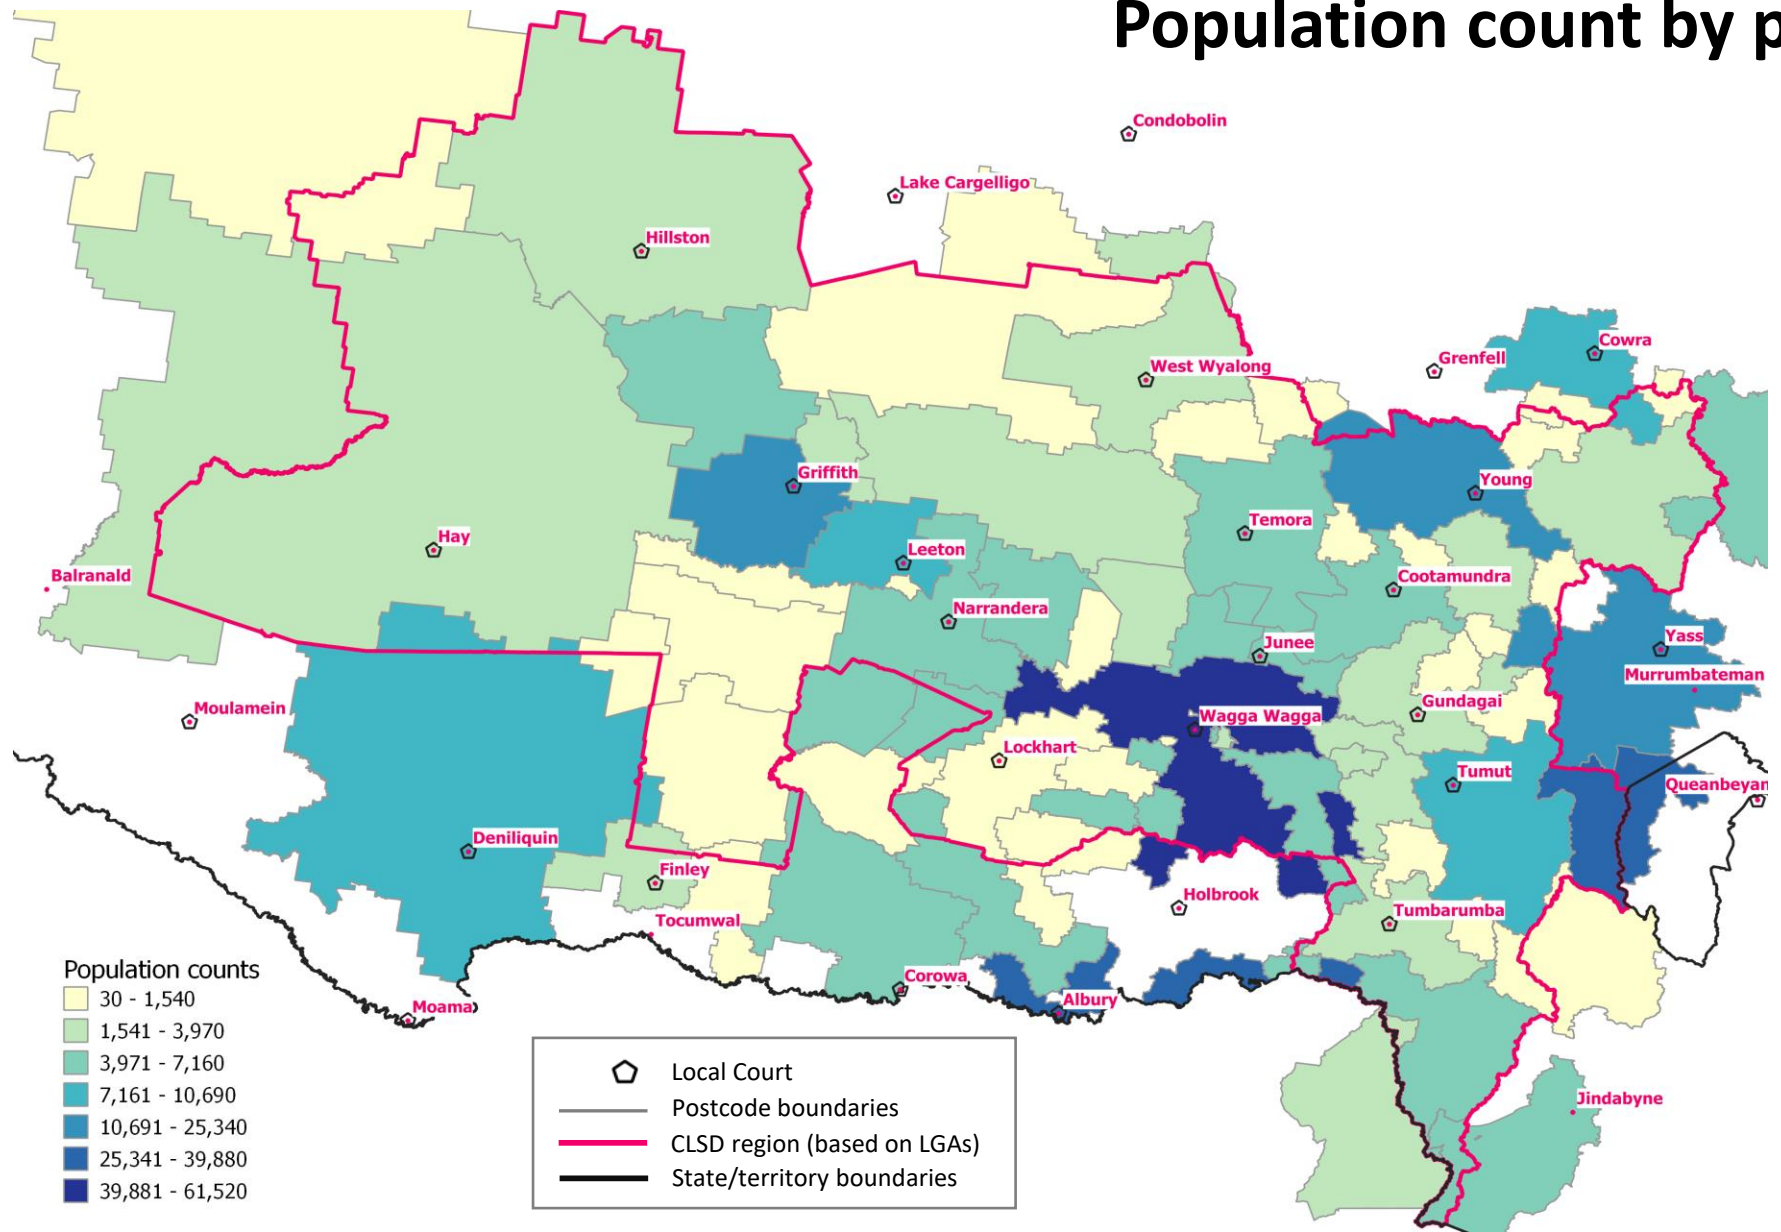 Population count by p
Condobolin
Lake Cargelligo
Hillston
Cowra
Grenfell
West Wyalong
Griffith
Young
Temora
Hay
Leeton
Balranald
Cootamundra
Narrandera
Junee
Yass
Murrumbateman
Gundagai
Moulamein
Wagga Wagga
Lockhart
Tumut
Queanbeyan
Deniliquin
Finley
Holbrook
Tumbarumba
Tocumwal
Corowa
Albury
Moama
Jindabyne
Population counts
30 - 1,540
1,541 - 3,970
3,971 - 7,160
7,161 - 10,690
10,691 - 25,340
25,341 - 39,880
39,881 - 61,520
Local Court
Postcode boundaries
CLSD region (based on LGAs)
State/territory boundaries